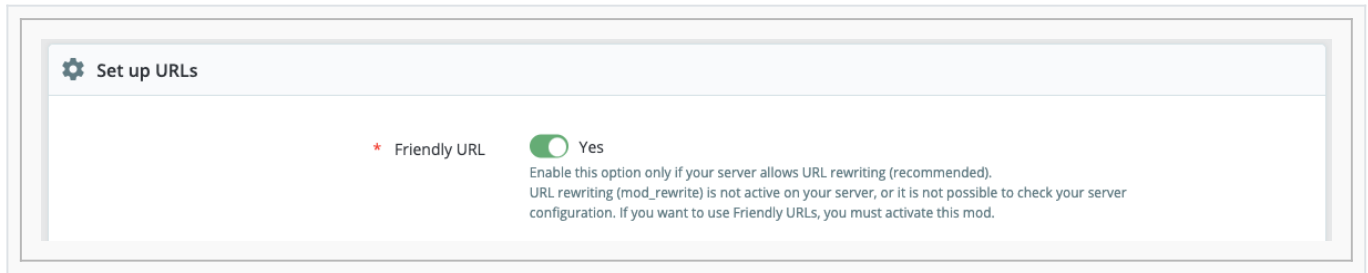 Set up URLs
* Friendly URL
Yes
Enable this option only if your server allows URL rewriting (recommended).
URL rewriting (mod_rewrite) is not active on your server, or it is not possible to check your server
configuration. If you want to use Friendly URLs, you must activate this mod.